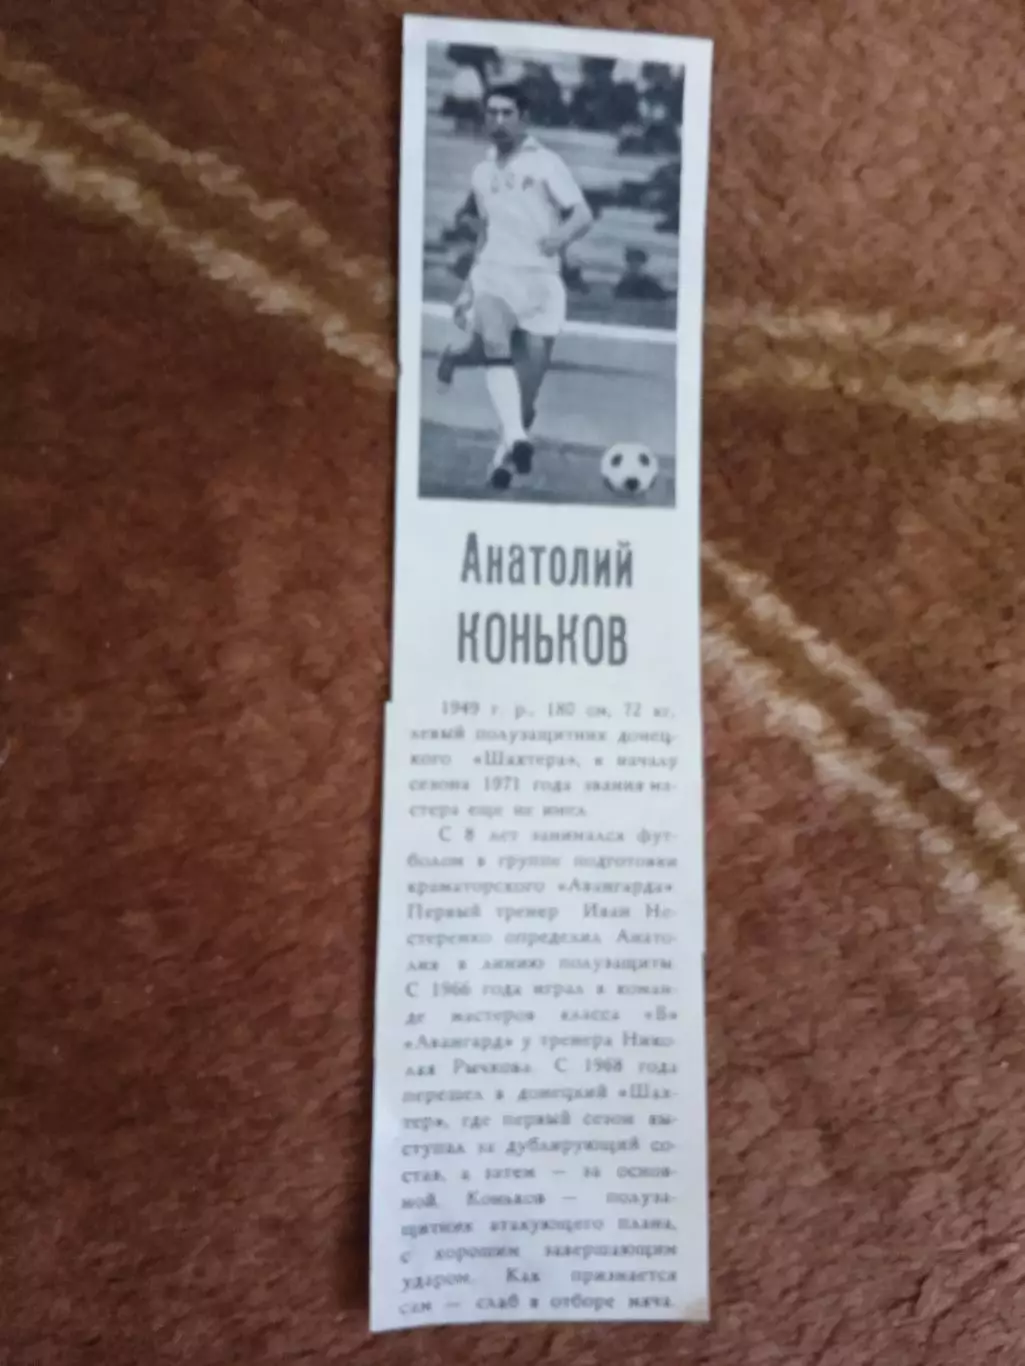 ССР
Анатолий
КОНЬКОВ
1949 г. р., 180 см, 72 кг,
левый полузащитник донец-
кого «Шахтера», к началу
сезона 1971 года звания ма-
стера еще не имел.
С 8 лет занимался фут-
болом в группе подготовки
краматорского «Авангарда».
Первый тренер Иван Не-
стеренко определил Анато-
лия в линию полузащиты.
С 1966 года играл в коман-
де мастеров класса «Б»
«Авангард» у тренера Нико-
лая Рычкова. С 1968 года
перешел в донецкий «Шах-
тер», где первый сезон вы-
ступал за дублирующий со-
став, а затем — за основ-
ной. Коньков — полуза-
щитник атакующего плана,
с хорошим завершающим
ударом. Как признается
сам — слаб в отборе мяча.